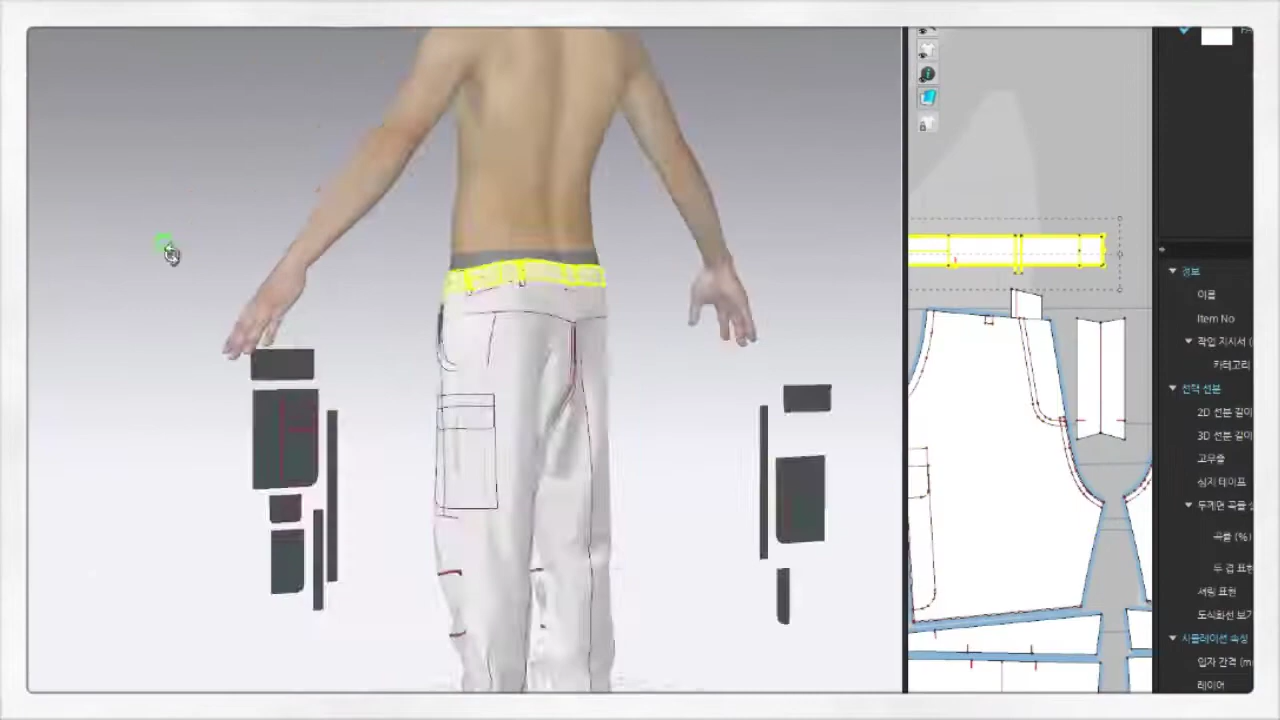 정보
이름
Item No
작업 지시서 (
카테고리
선택 선분
2D 선분 길이
3D 선분 길이
고무줄
심지 테이프
두께면 곡률 설
곡률 (%)
두 겹 표현
셔링 표현
도식화선 보기
시뮬레이션 속성
입자 간격 (m
레이어